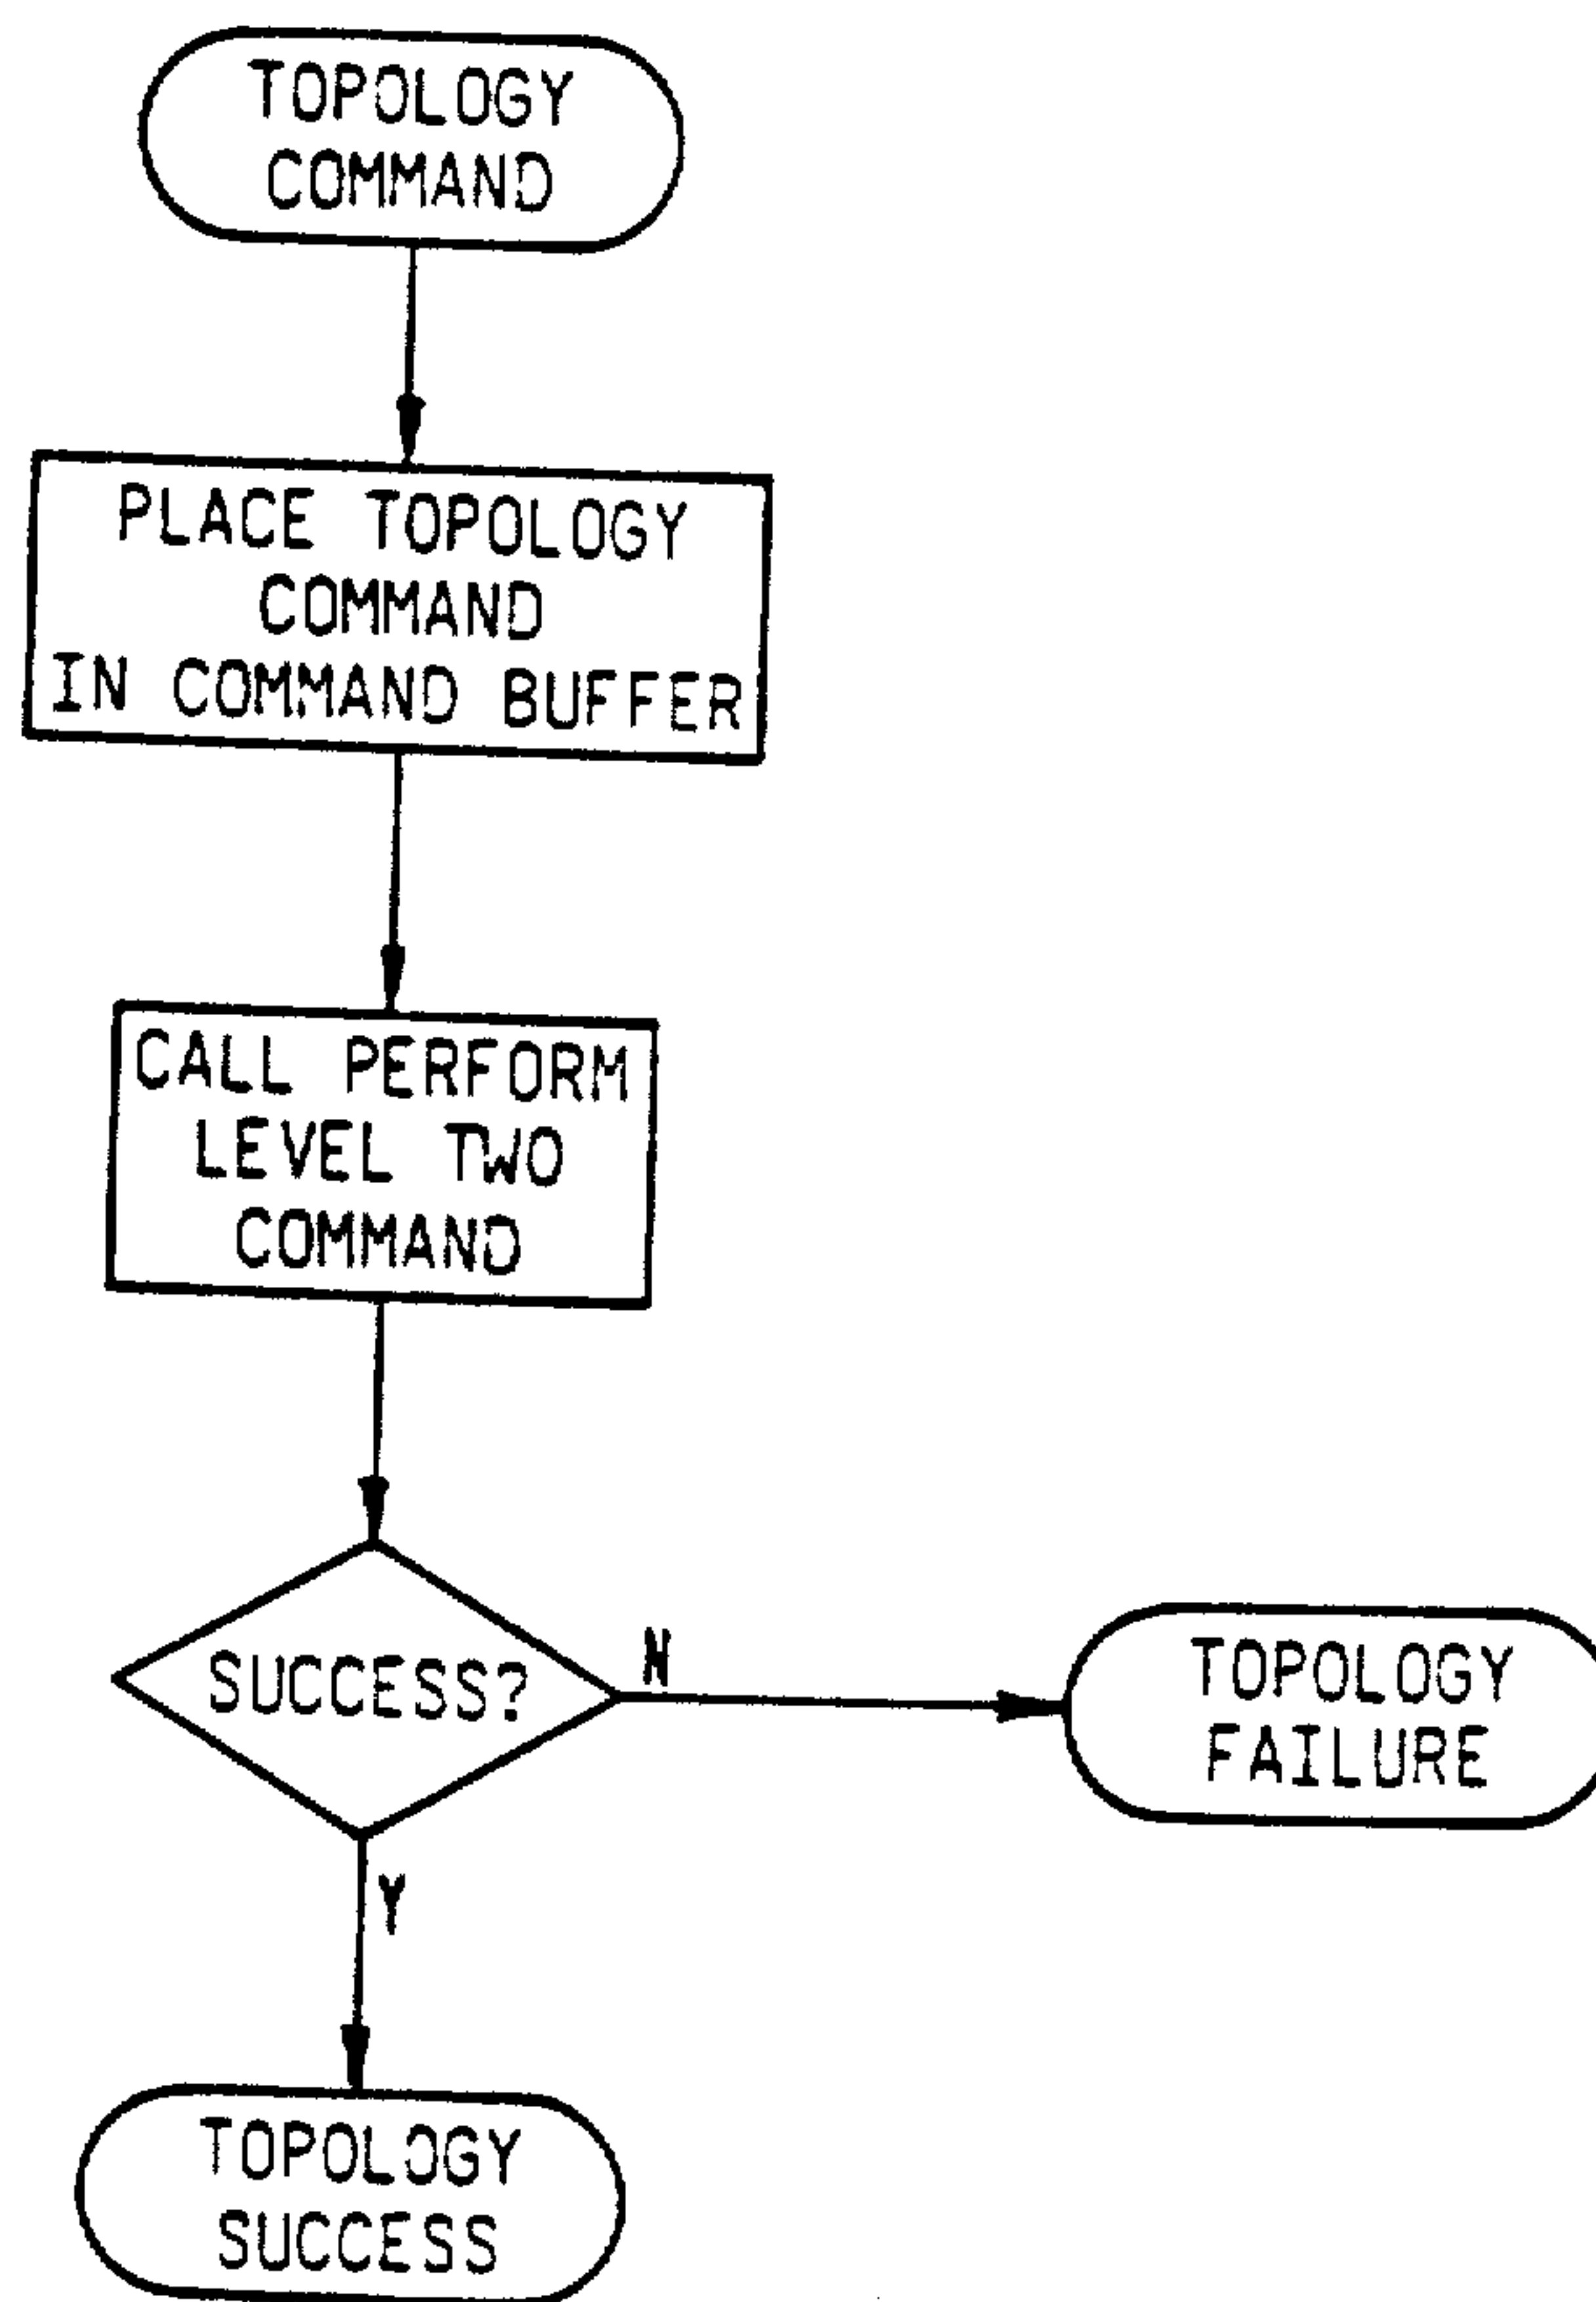 TOPOLOGY
COMMAND
PLACE TOPOLOGY
COMMAND
IN COMMAND BUFFER
CALL PERFORM
LEVEL TWO
COMMAND
SUCCESS?
N
TOPOLOGY
FAILURE
Y
TOPOLOGY
SUCCESS